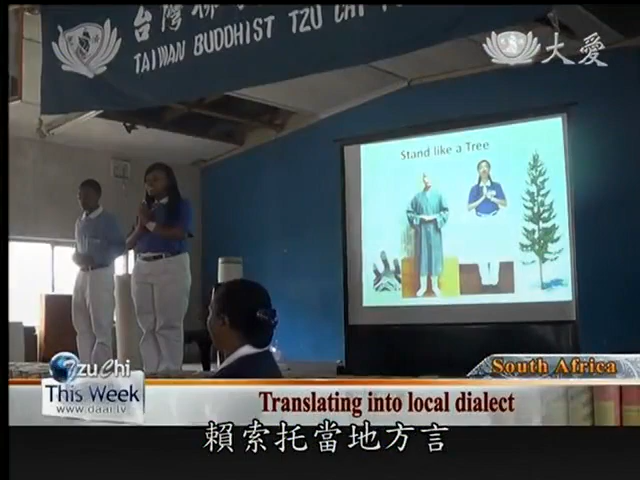 台灣佛
TAIWAN BUDDHIST TZU CHI
大愛
Stand like a Tree
South Africa
Tzu Chi
This Week
www.daai.tv
Translating into local dialect
賴索托當地方言